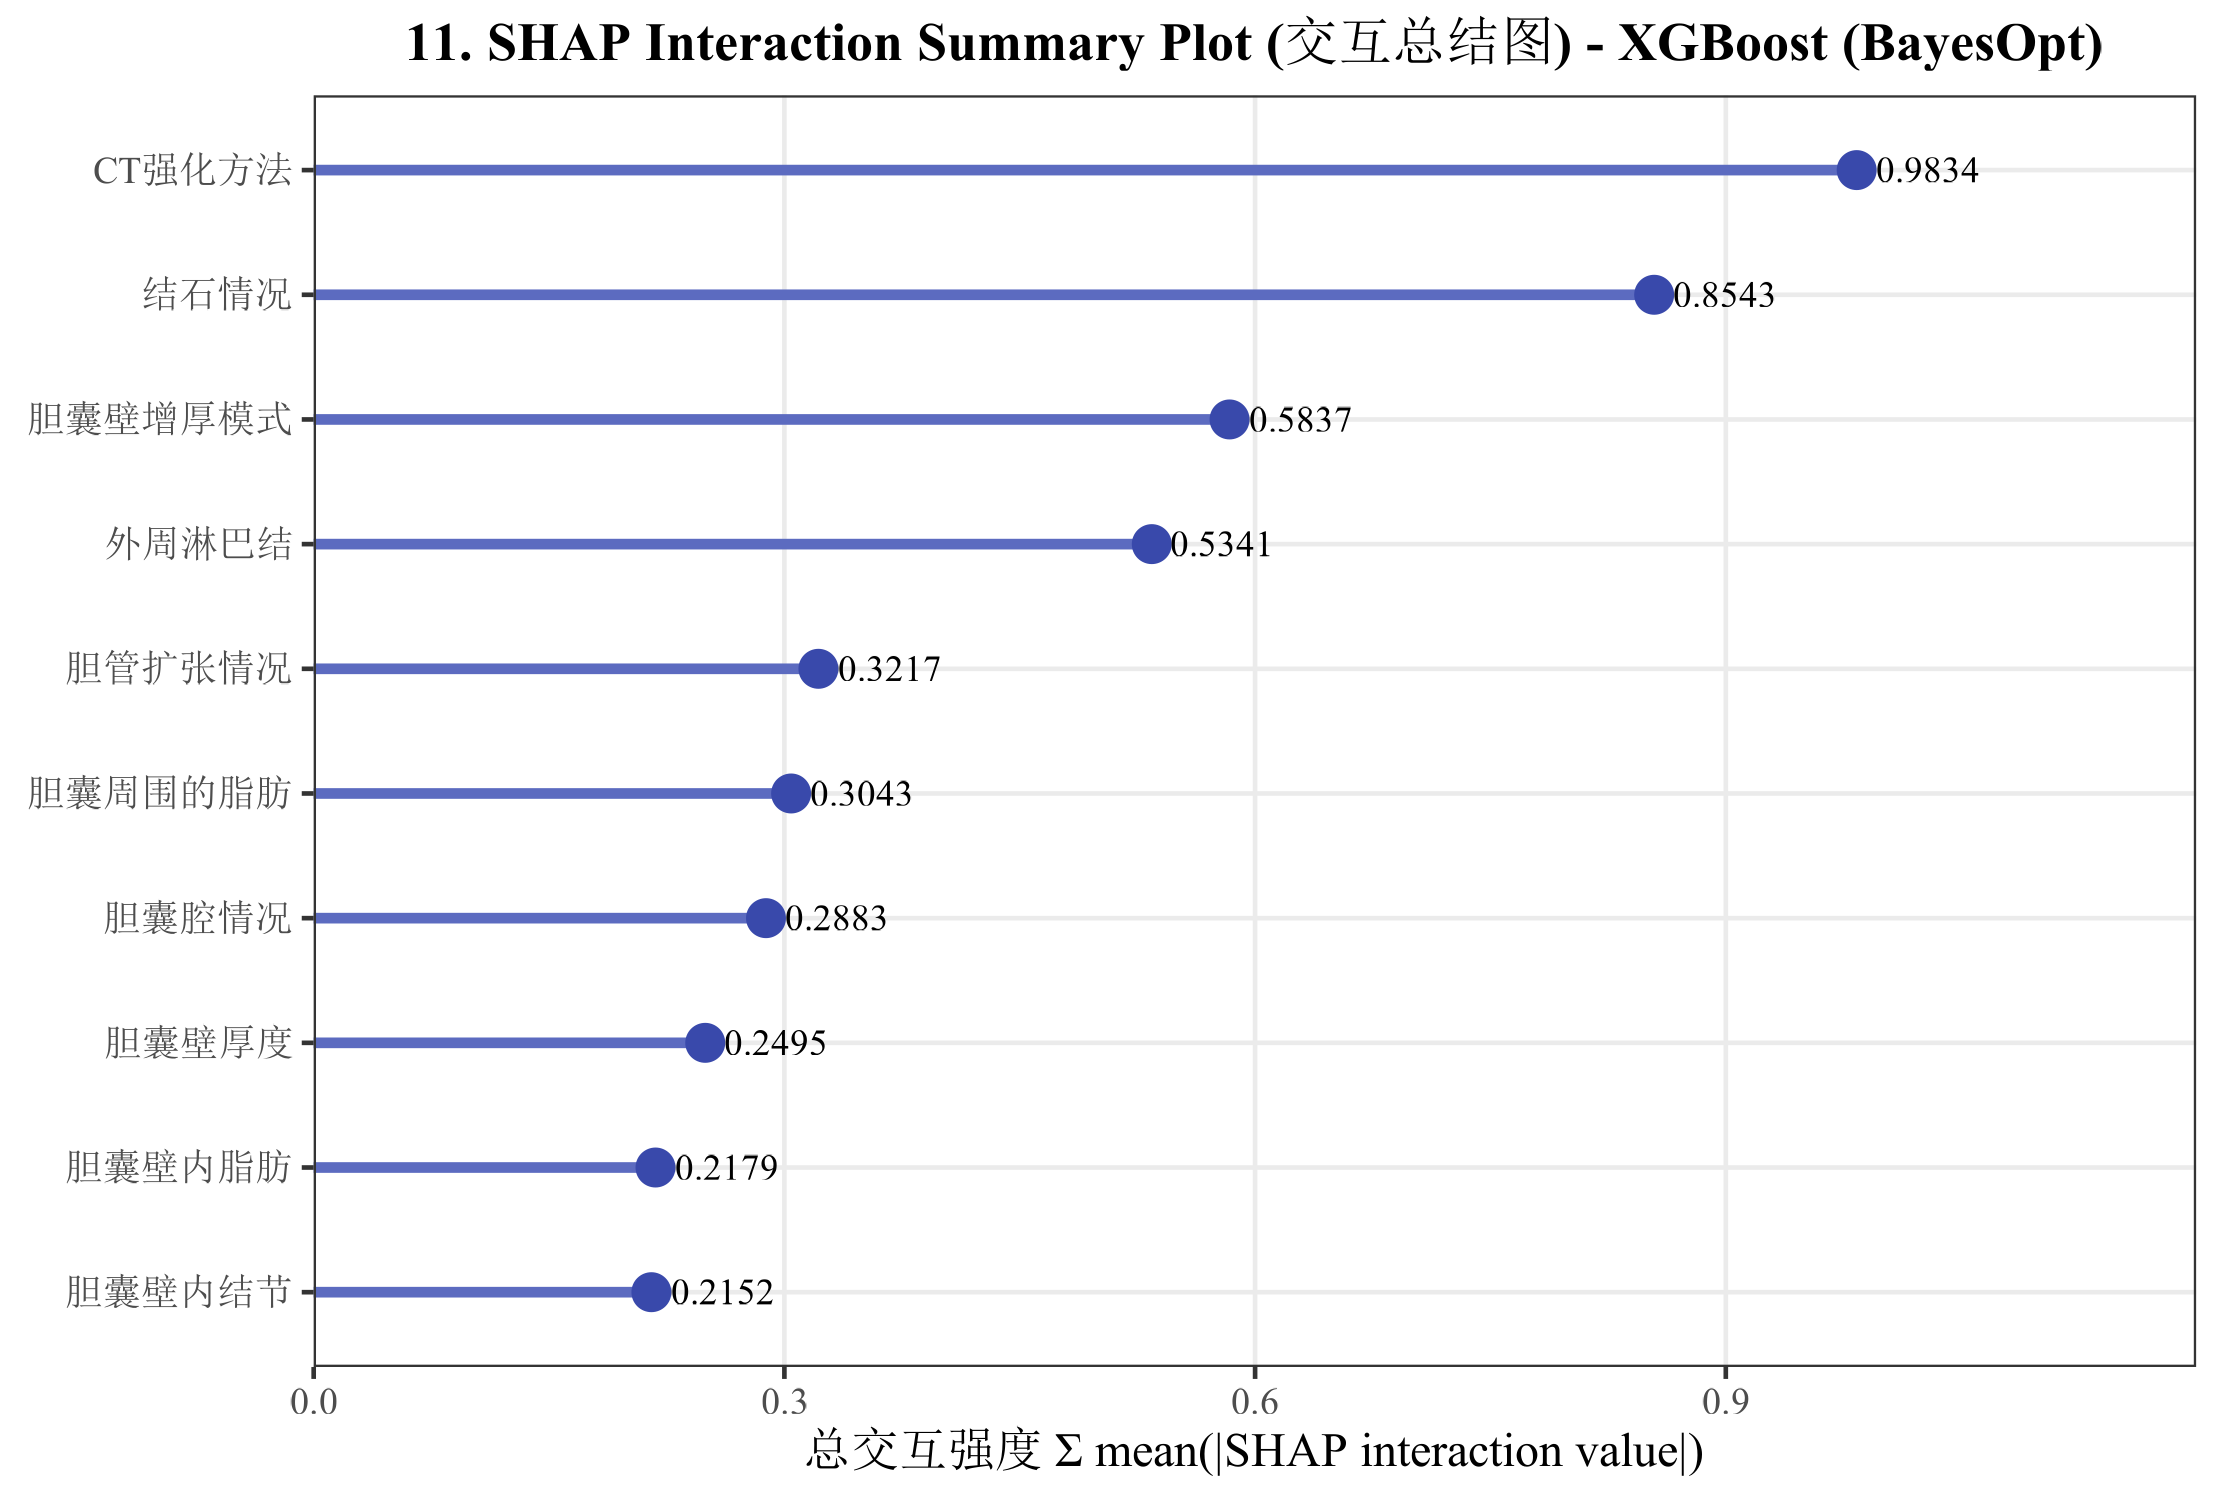 11. SHAP Interaction Summary Plot (交互总结图) - XGBoost (BayesOpt)
CT强化方法
0.9834
结石情况
0.8543
胆囊壁增厚模式
0.5837
外周淋巴结
0.5341
胆管扩张情况
0.3217
胆囊周围的脂肪
0.3043
胆囊腔情况
0.2883
胆囊壁厚度
0.2495
胆囊壁内脂肪
0.2179
胆囊壁内结节
0.2152
0.0 0.3 0.6 0.9
总交互强度 Σ mean(|SHAP interaction value|)